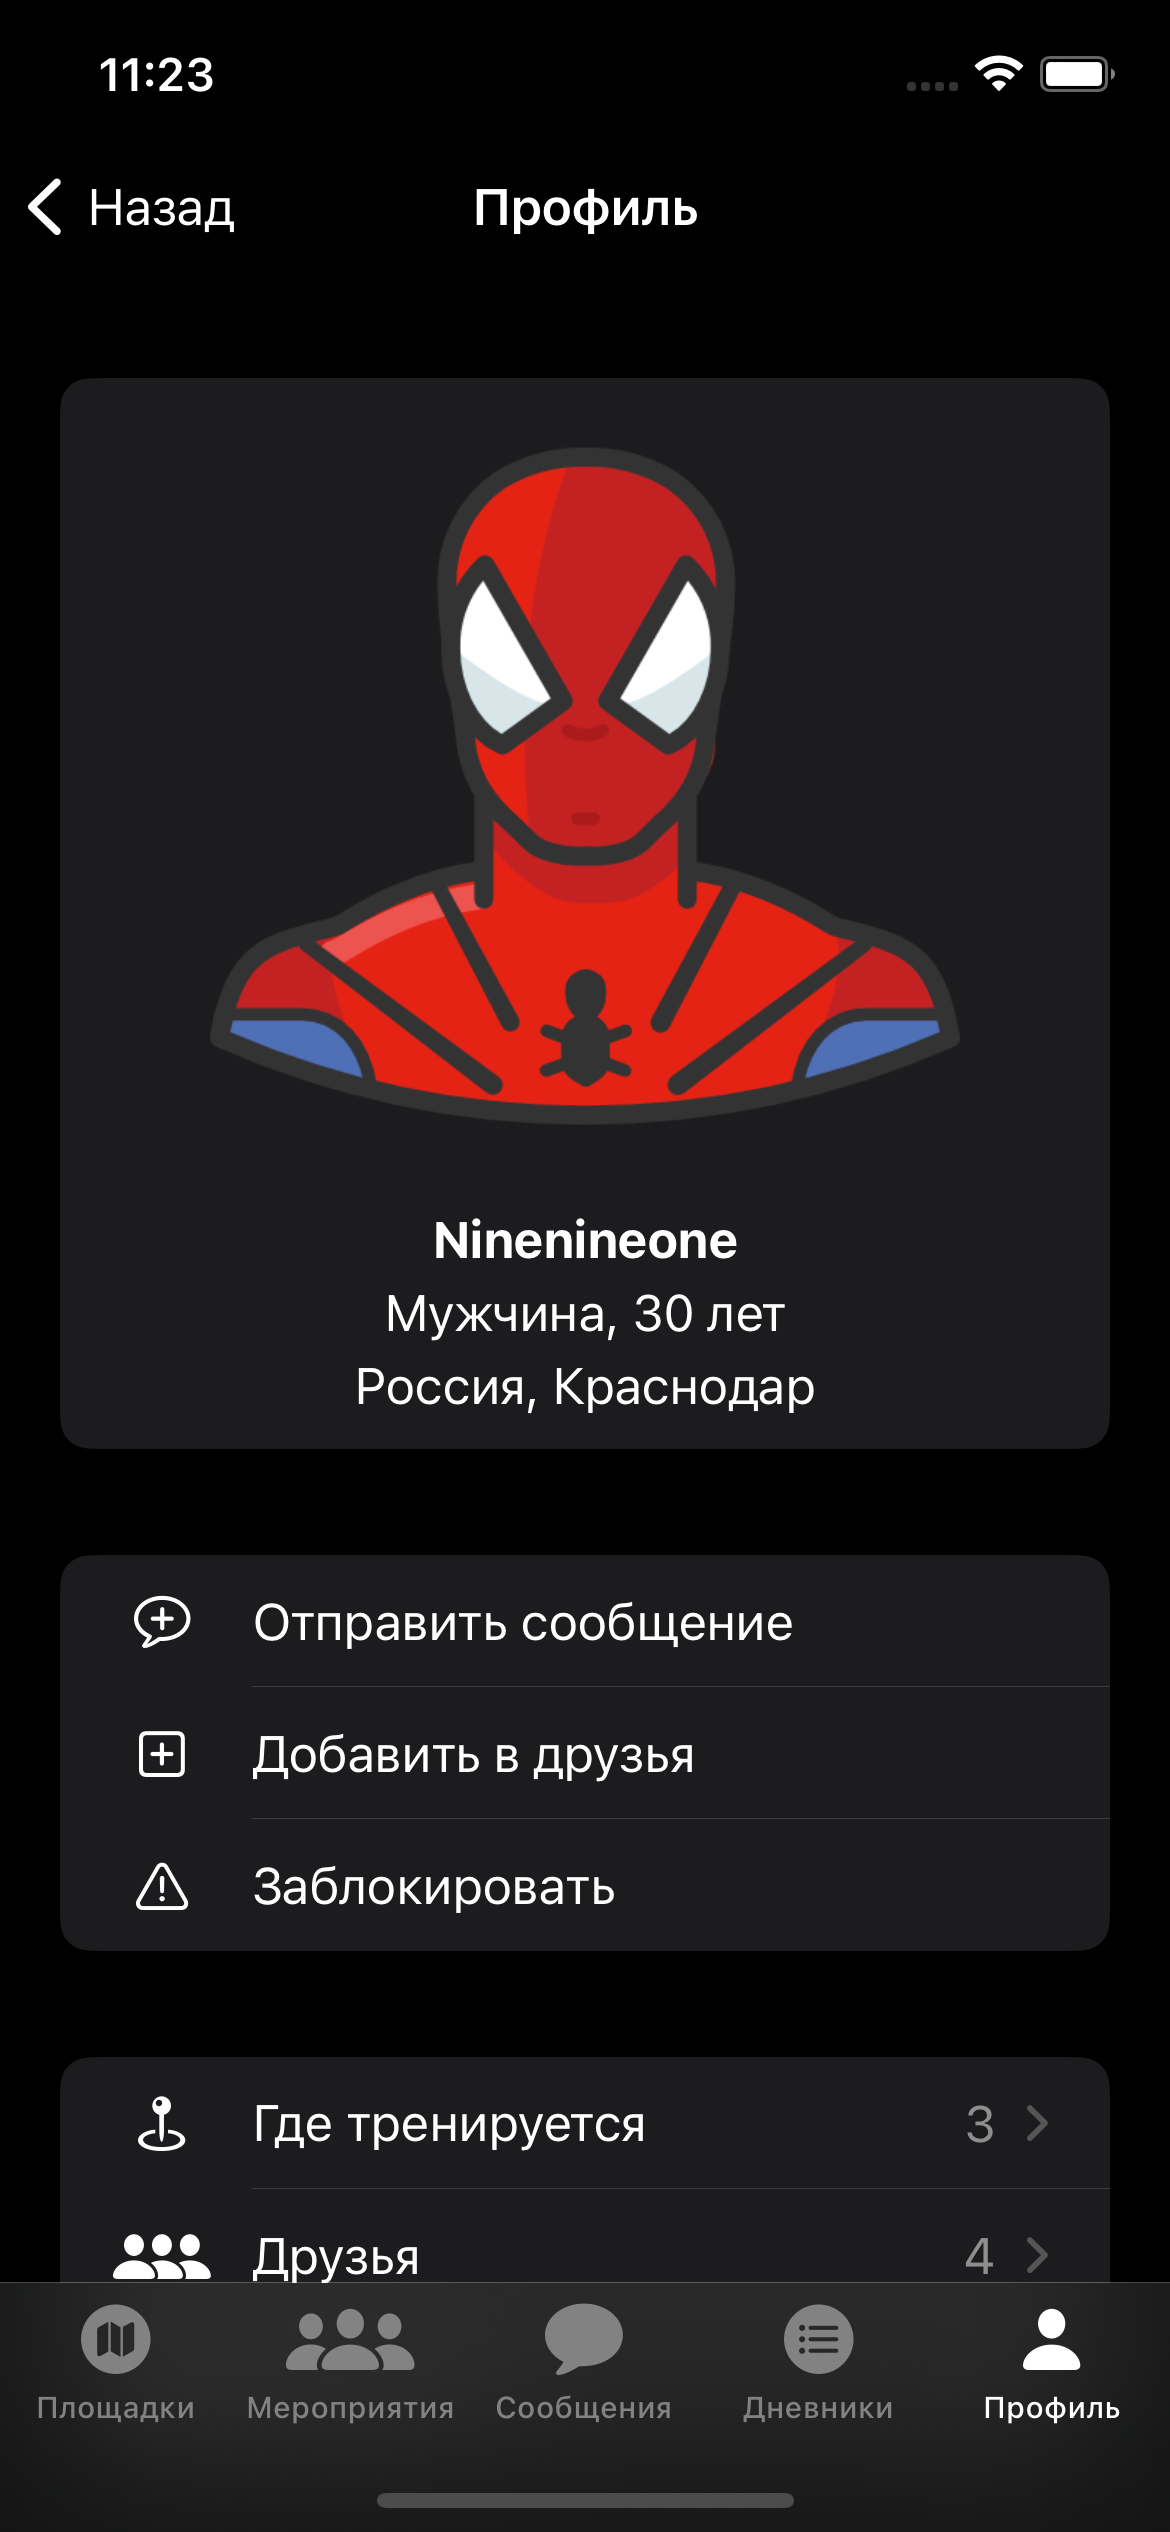 11:23
Назад
Профиль
Ninenineone
Мужчина, 30 лет
Россия, Краснодар
Отправить сообщение
Добавить в друзья
Заблокировать
Где тренируется 3
Друзья 4
Площадки Мероприятия Сообщения Дневники Профиль